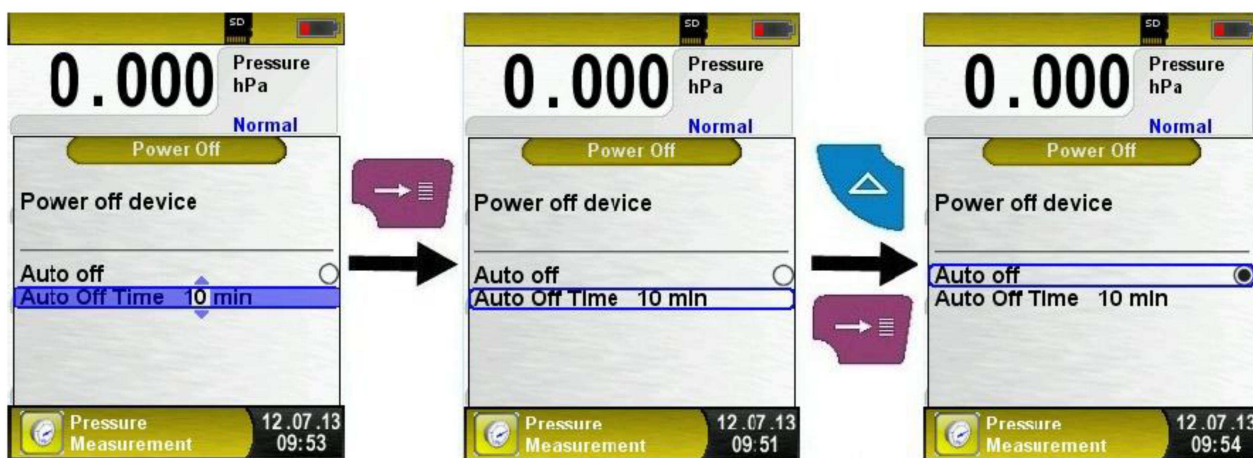 SD
0.000
Pressure
hPa
Normal
Power Off
Power off device
Auto off
Auto Off Time 10 min
Pressure
Measurement
12.07.13
09:53
SD
0.000
Pressure
hPa
Normal
Power Off
Power off device
Auto off
Auto Off Time 10 min
Pressure
Measurement
12.07.13
09:51
SD
0.000
Pressure
hPa
Normal
Power Off
Power off device
Auto off
Auto Off Time 10 min
Pressure
Measurement
12.07.13
09:54